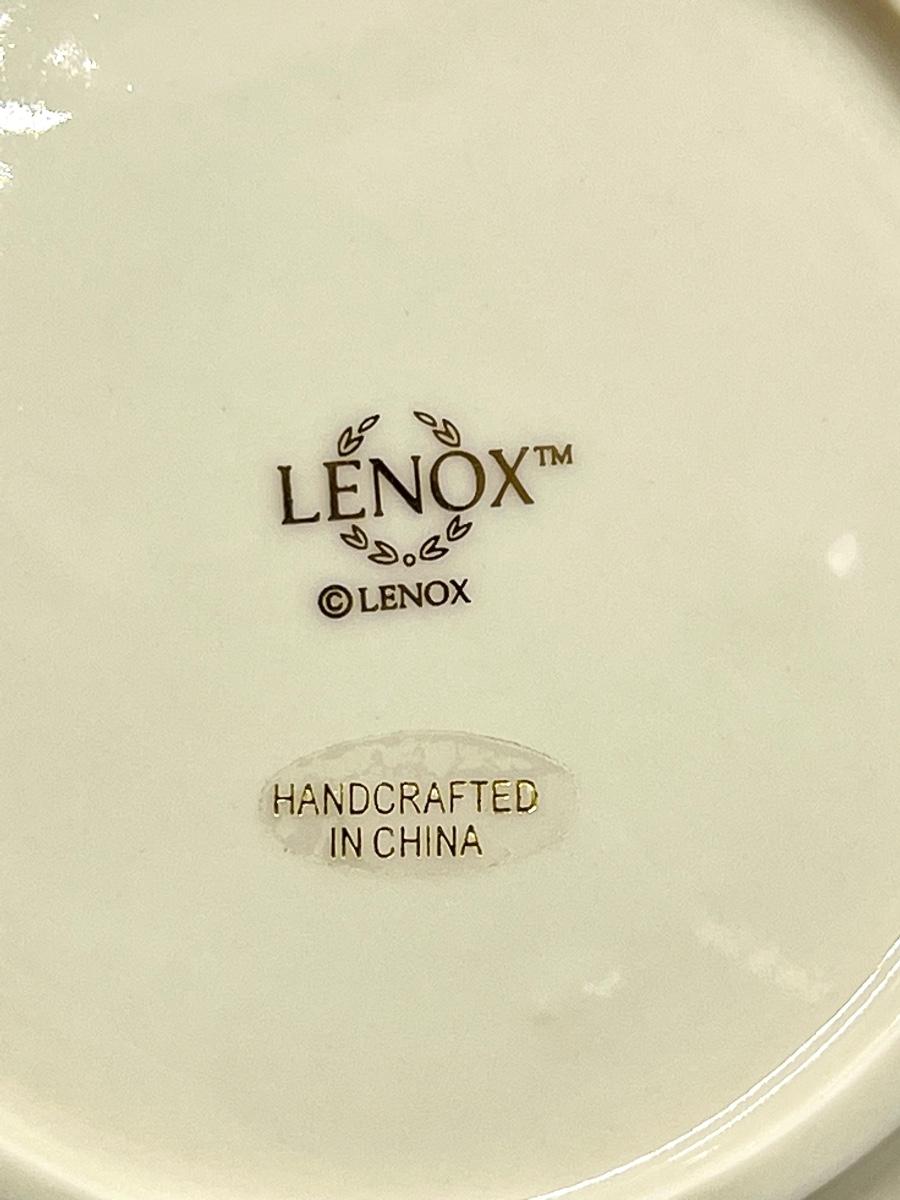 LENOX™
©LENOX
HANDCRAFTED
IN CHINA